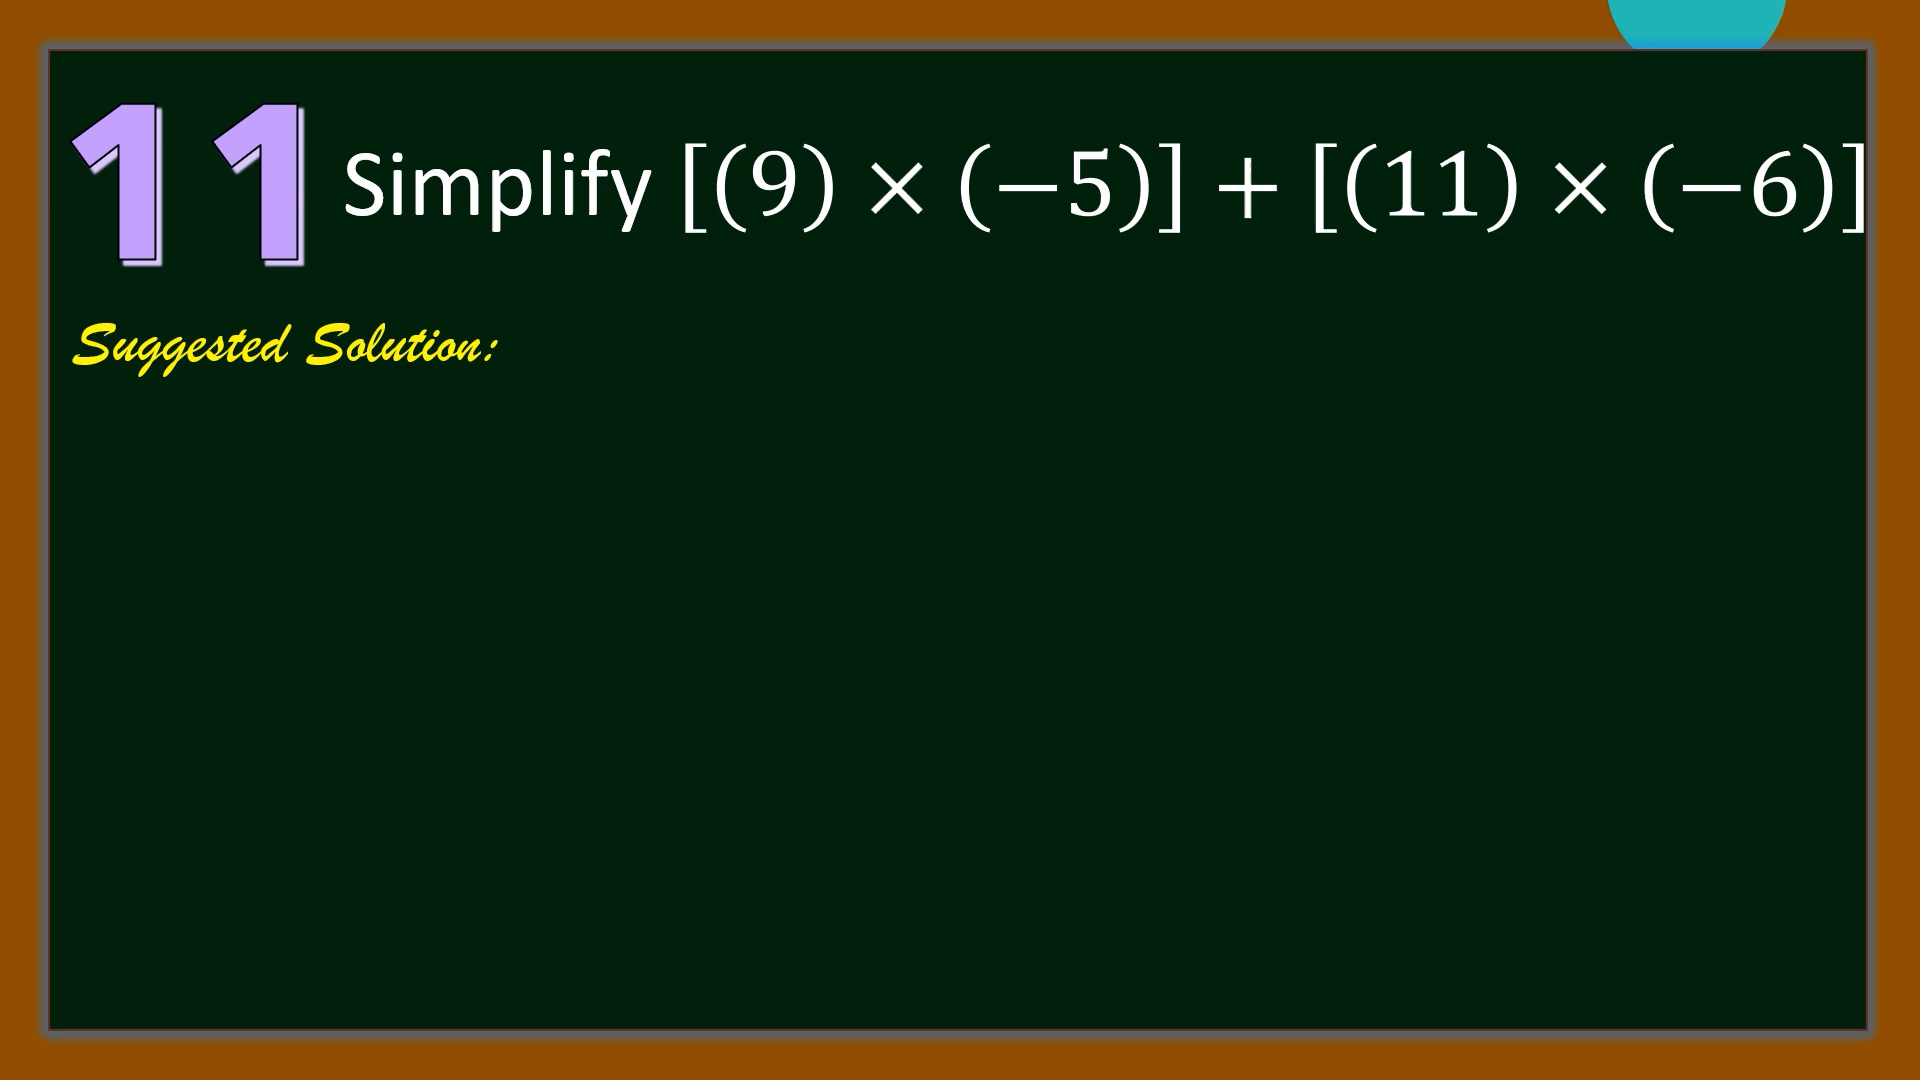 11 Simplify [(9) × (−5)] + [(11) × (−6)]
Suggested Solution: